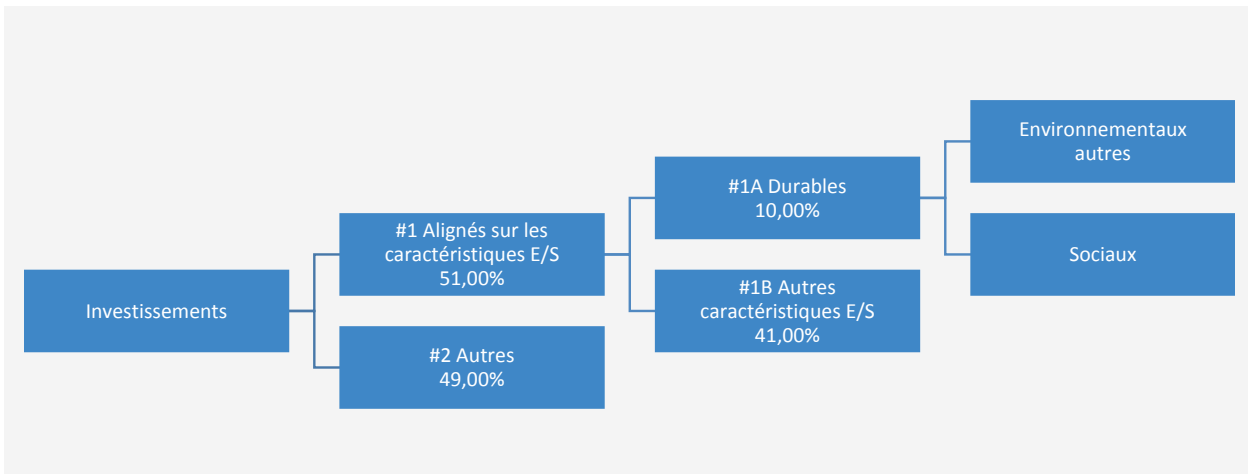 Investissements
#1 Alignés sur les
caractéristiques E/S
51,00%
#2 Autres
49,00%
#1A Durables
10,00%
#1B Autres
caractéristiques E/S
41,00%
Environnementaux
autres
Sociaux